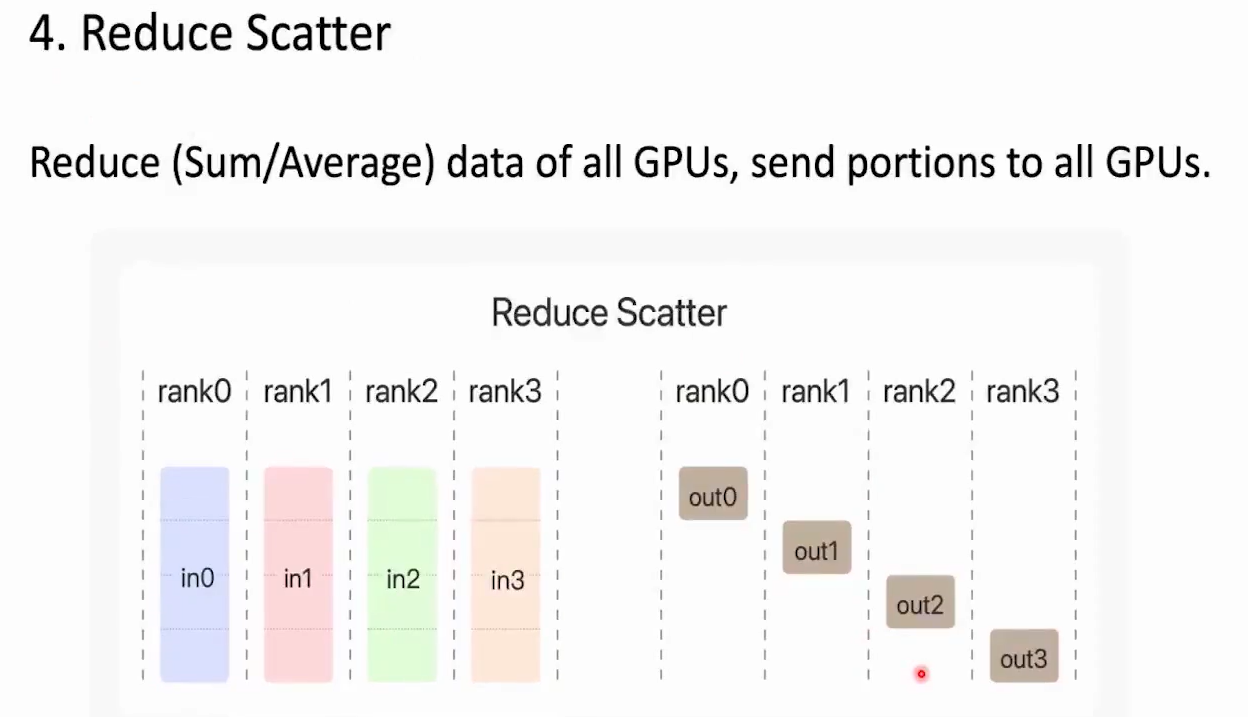 4. Reduce Scatter
Reduce (Sum/Average) data of all GPUs, send portions to all GPUs.
Reduce Scatter
rank0 rank1 rank2 rank3 rank0 rank1 rank2 rank3
out0
out1
in0 in1 in2 in3
out2
out3